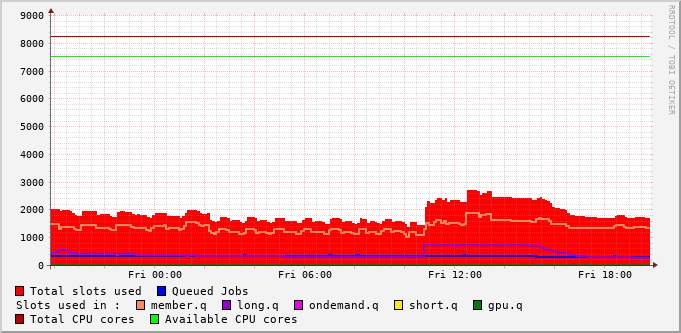 RRDTOOL / TOBI OETIKER
9000
8000
7000
6000
5000
4000
3000
2000
1000
0
Fri 00:00 Fri 06:00 Fri 12:00 Fri 18:00
Total slots used Queued Jobs
Slots used in : member.q long.q ondemand.q short.q gpu.q
Total CPU cores Available CPU cores